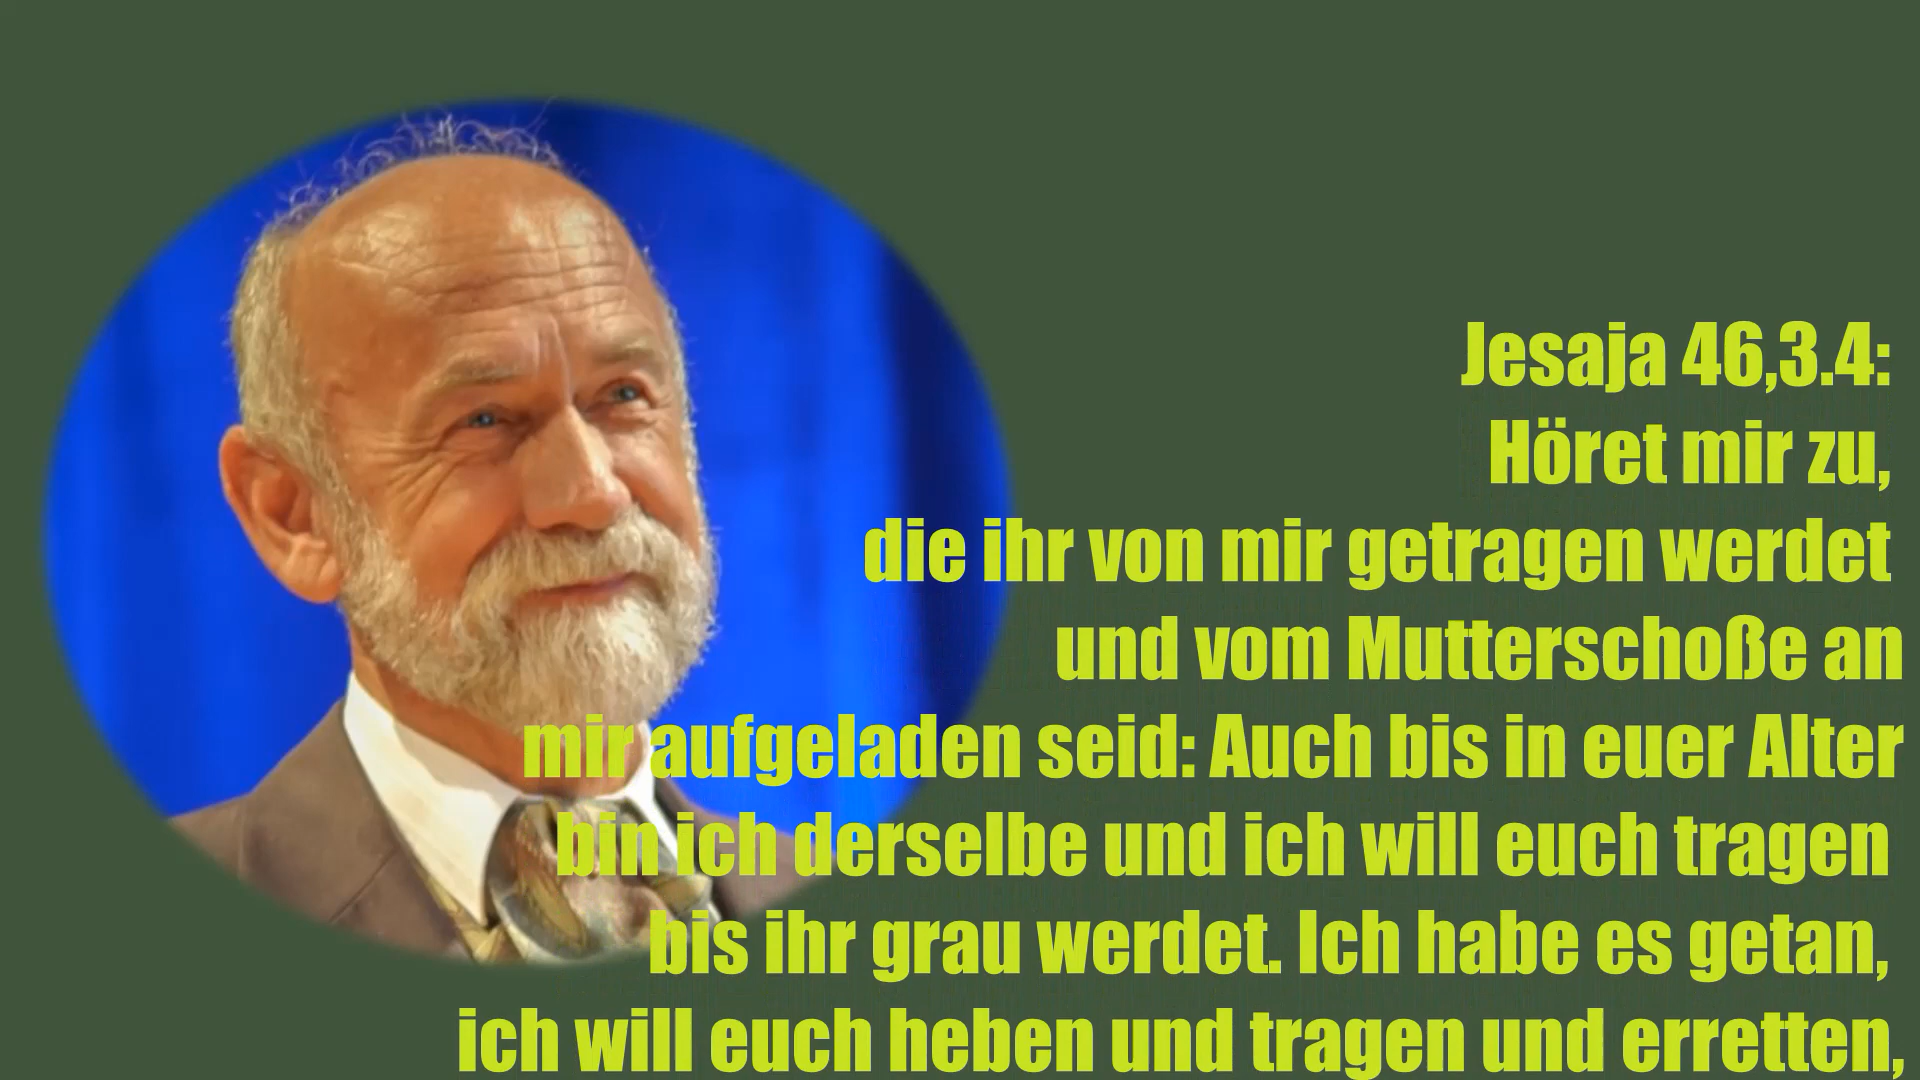 Jesaja 46,3.4:
Höret mir zu,
die ihr von mir getragen werdet
und vom Mutterschoße an
mir aufgeladen seid: Auch bis in euer Alter
bin ich derselbe und ich will euch tragen
bis ihr grau werdet. Ich habe es getan,
ich will euch heben und tragen und erretten,